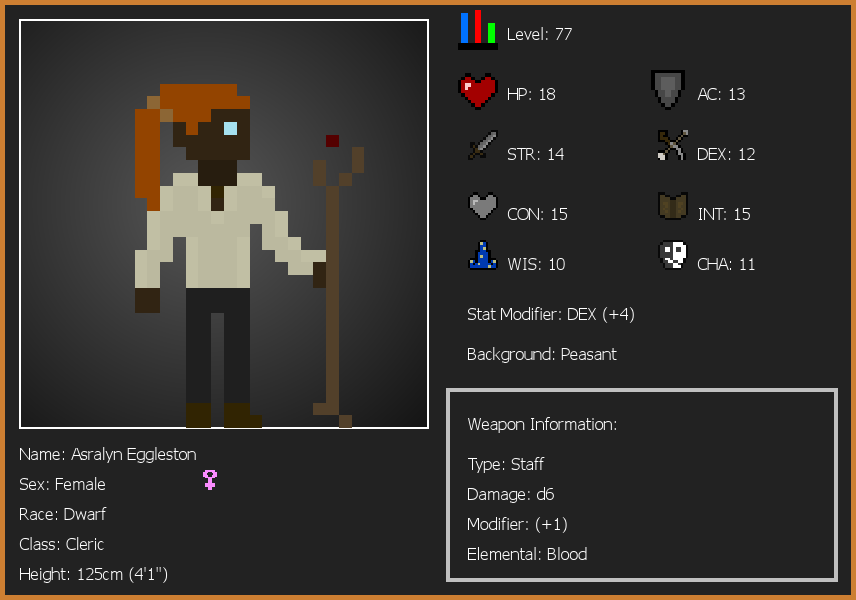 Level: 77
HP: 18
AC: 13
STR: 14
DEX: 12
CON: 15
INT: 15
WIS: 10
CHA: 11
Stat Modifier: DEX (+4)
Background: Peasant
Weapon Information:
Type: Staff
Damage: d6
Modifier: (+1)
Elemental: Blood
Name: Asralyn Eggleston
Sex: Female
Race: Dwarf
Class: Cleric
Height: 125cm (4'1")